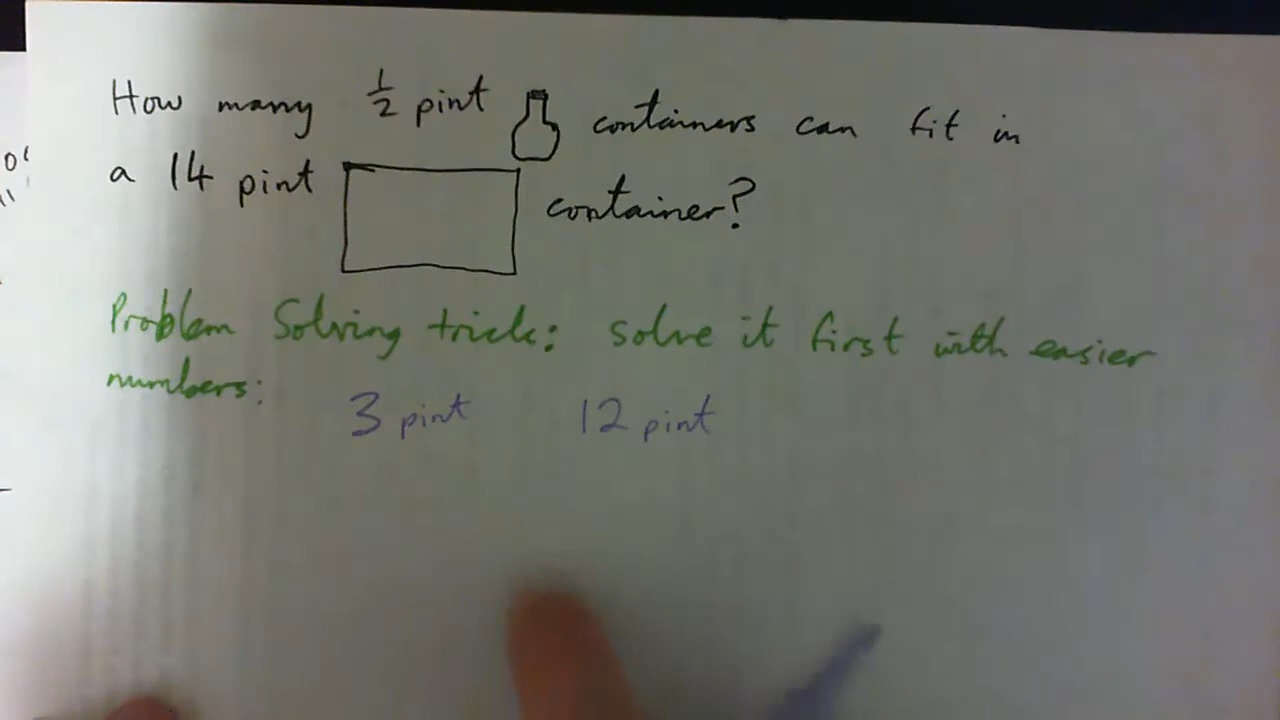 How many 1/2 pint containers can fit in
a 14 pint container?
Problem Solving trick: solve it first with easier
numbers:
3 pint 12 pint